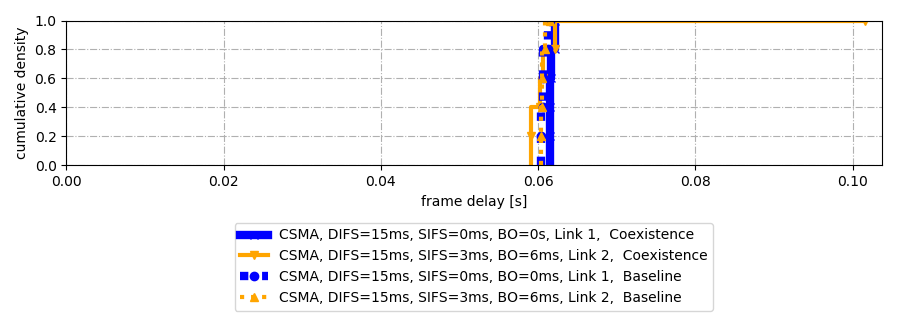 1.0
0.8
0.6
0.4
0.2
0.0
cumulative density
0.00 0.02 0.04 0.06 0.08 0.10
frame delay [s]
CSMA, DIFS=15ms, SIFS=0ms, BO=0s, Link 1,  Coexistence
CSMA, DIFS=15ms, SIFS=3ms, BO=6ms, Link 2,  Coexistence
CSMA, DIFS=15ms, SIFS=0ms, BO=0ms, Link 1,  Baseline
CSMA, DIFS=15ms, SIFS=3ms, BO=6ms, Link 2,  Baseline